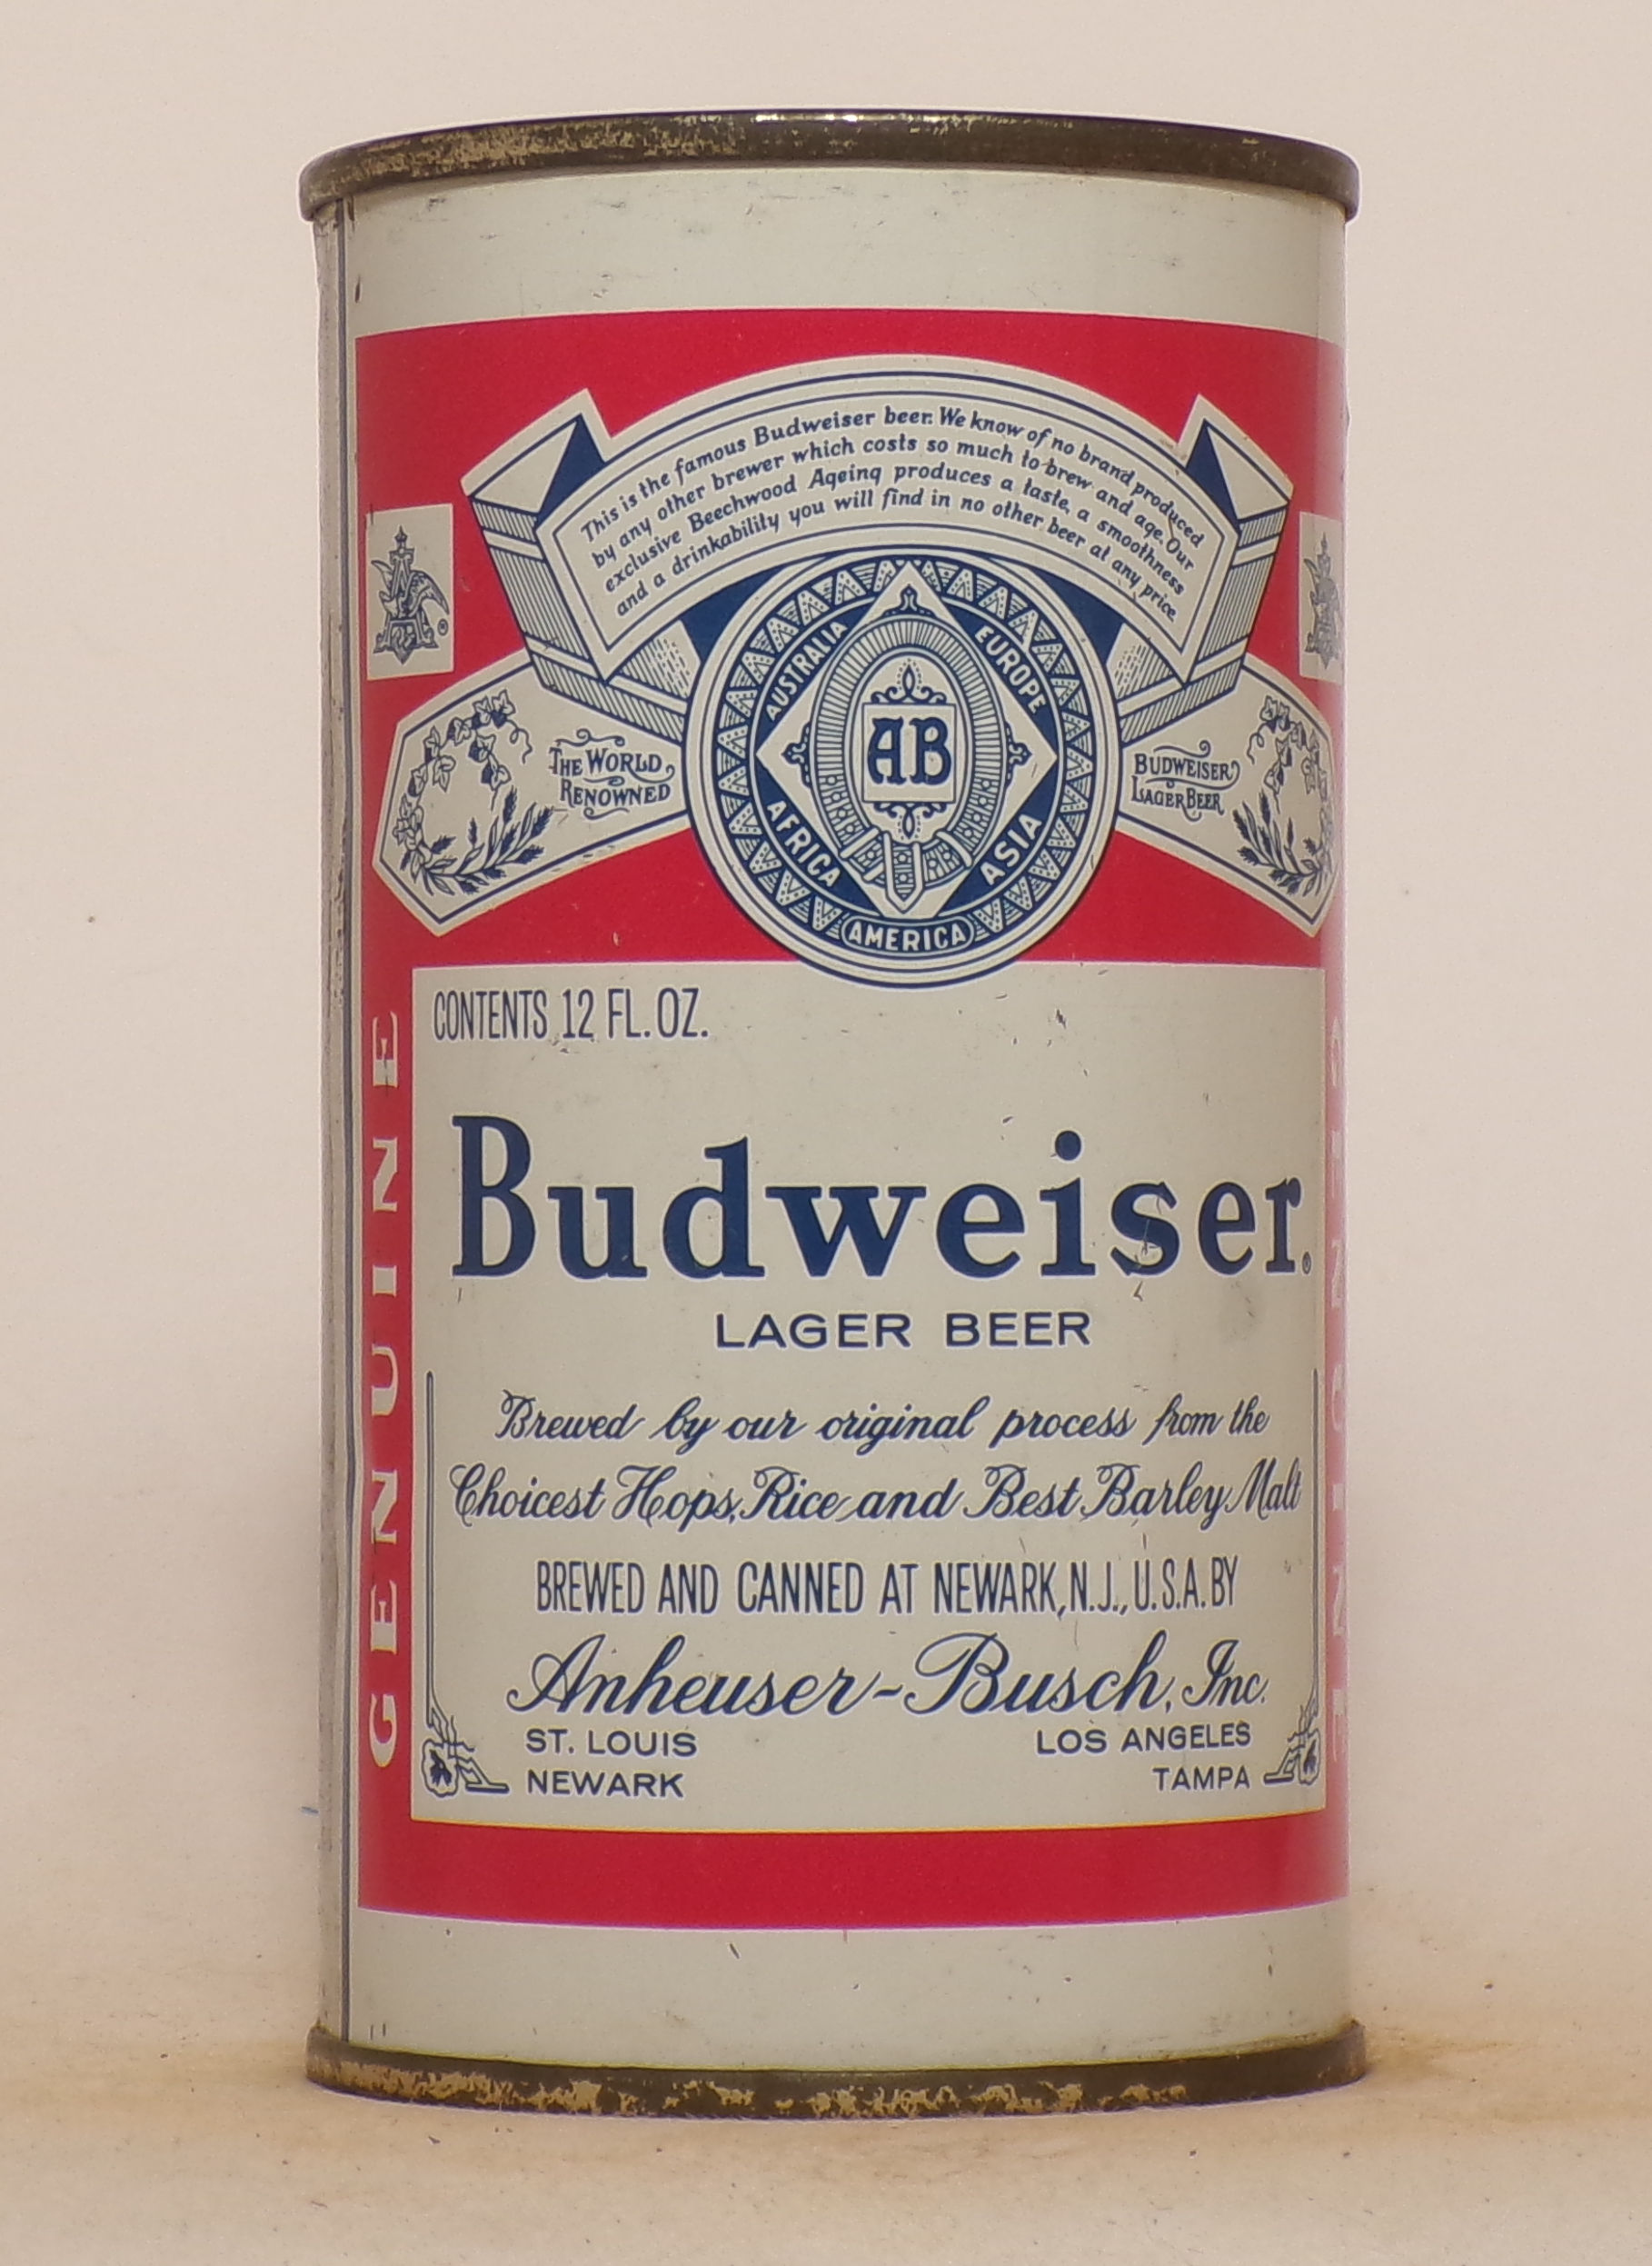 This is the famous Budweiser beer. We know of no brand produced
by any other brewer which costs so much to brew and age. Our
exclusive Beechwood Ageing produces a taste, a smoothness
and a drinkability you will find in no other beer at any price.
AUSTRALIA
EUROPE
THE WORLD
RENOWNED
AB
BUDWEISER
LAGER BEER
AFRICA
ASIA
AMERICA
A
®
CONTENTS 12 FL. OZ.
GENUINE
Budweiser®
LAGER BEER
Brewed by our original process from the
Choicest Hops, Rice and Best Barley Malt
BREWED AND CANNED AT NEWARK, N.J., U.S.A. BY
Anheuser-Busch, Inc.
ST. LOUIS
LOS ANGELES
NEWARK
TAMPA
GENUINE